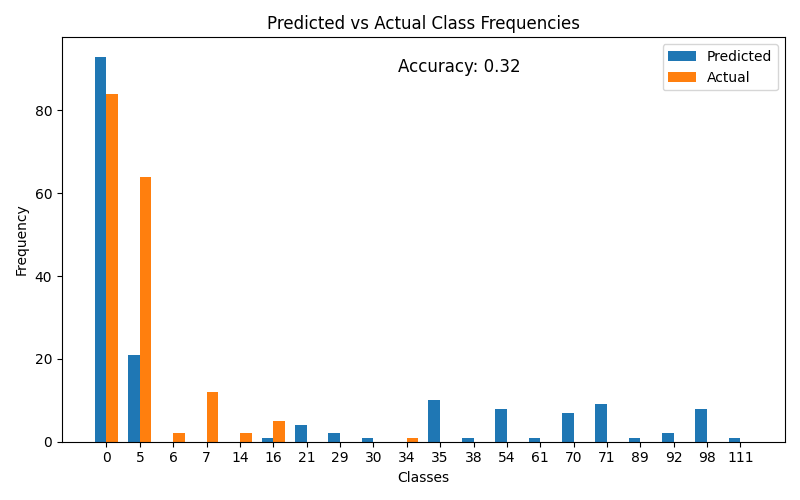 Predicted vs Actual Class Frequencies
Accuracy: 0.32
Predicted
Actual
Frequency
80
60
40
20
0
0 5 6 7 14 16 21 29 30 34 35 38 54 61 70 71 89 92 98 111
Classes